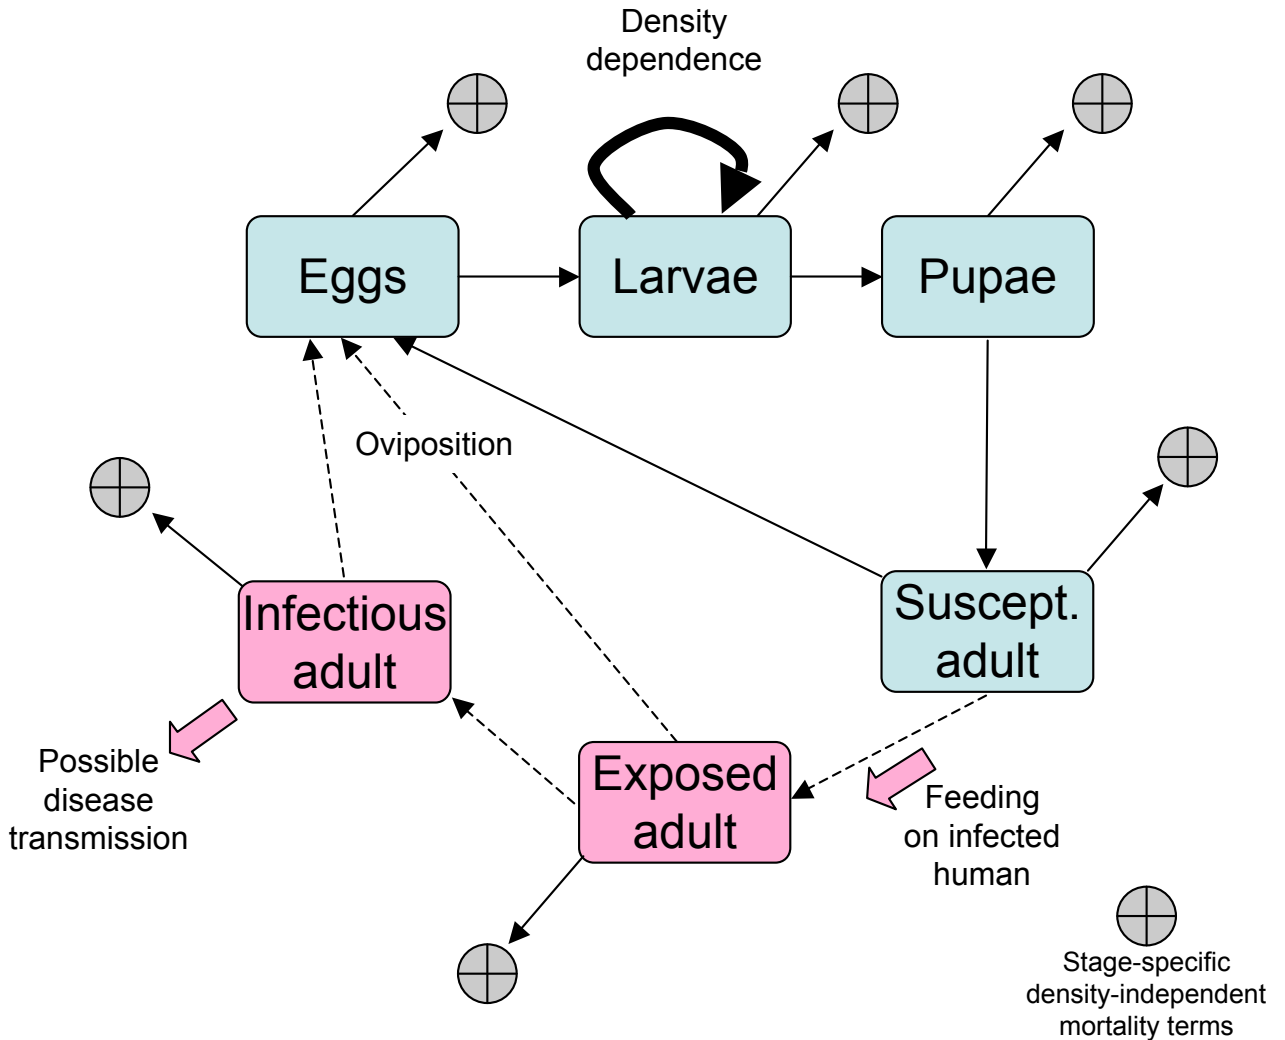 Density
dependence
Eggs
Larvae
Pupae
Oviposition
Infectious
adult
Suscept.
adult
Exposed
adult
Possible
disease
transmission
Feeding
on infected
human
Stage-specific
density-independent
mortality terms